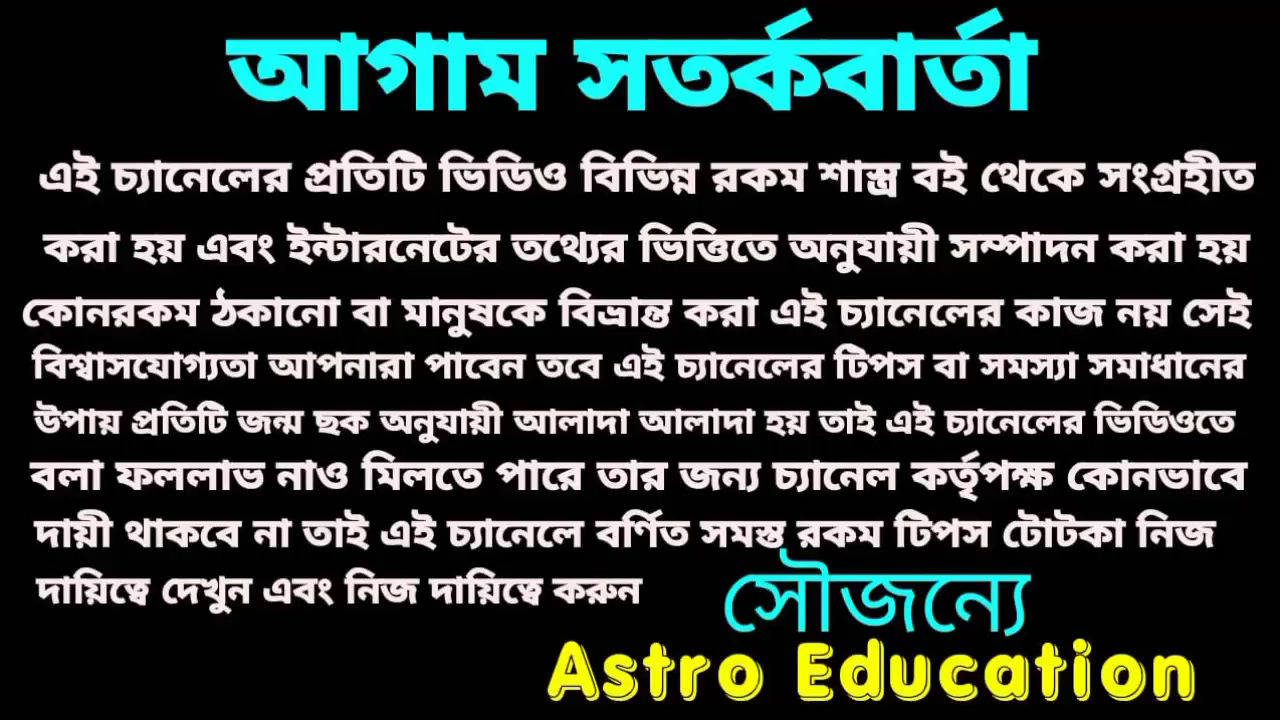 আগাম সতর্কবার্তা
এই চ্যানেলের প্রতিটি ভিডিও বিভিন্ন রকম শাস্ত্র বই থেকে সংগ্রহীত
করা হয় এবং ইন্টারনেটের তথ্যের ভিত্তিতে অনুযায়ী সম্পাদন করা হয়
কোনরকম ঠকানো বা মানুষকে বিভ্রান্ত করা এই চ্যানেলের কাজ নয় সেই
বিশ্বাসযোগ্যতা আপনারা পাবেন তবে এই চ্যানেলের টিপস বা সমস্যা সমাধানের
উপায় প্রতিটি জন্ম ছক অনুযায়ী আলাদা আলাদা হয় তাই এই চ্যানেলের ভিডিওতে
বলা ফললাভ নাও মিলতে পারে তার জন্য চ্যানেল কর্তৃপক্ষ কোনভাবে
দায়ী থাকবে না তাই এই চ্যানেলে বর্ণিত সমস্ত রকম টিপস টোটকা নিজ
দায়িত্বে দেখুন এবং নিজ দায়িত্বে করুন
সৌজন্যে
Astro Education